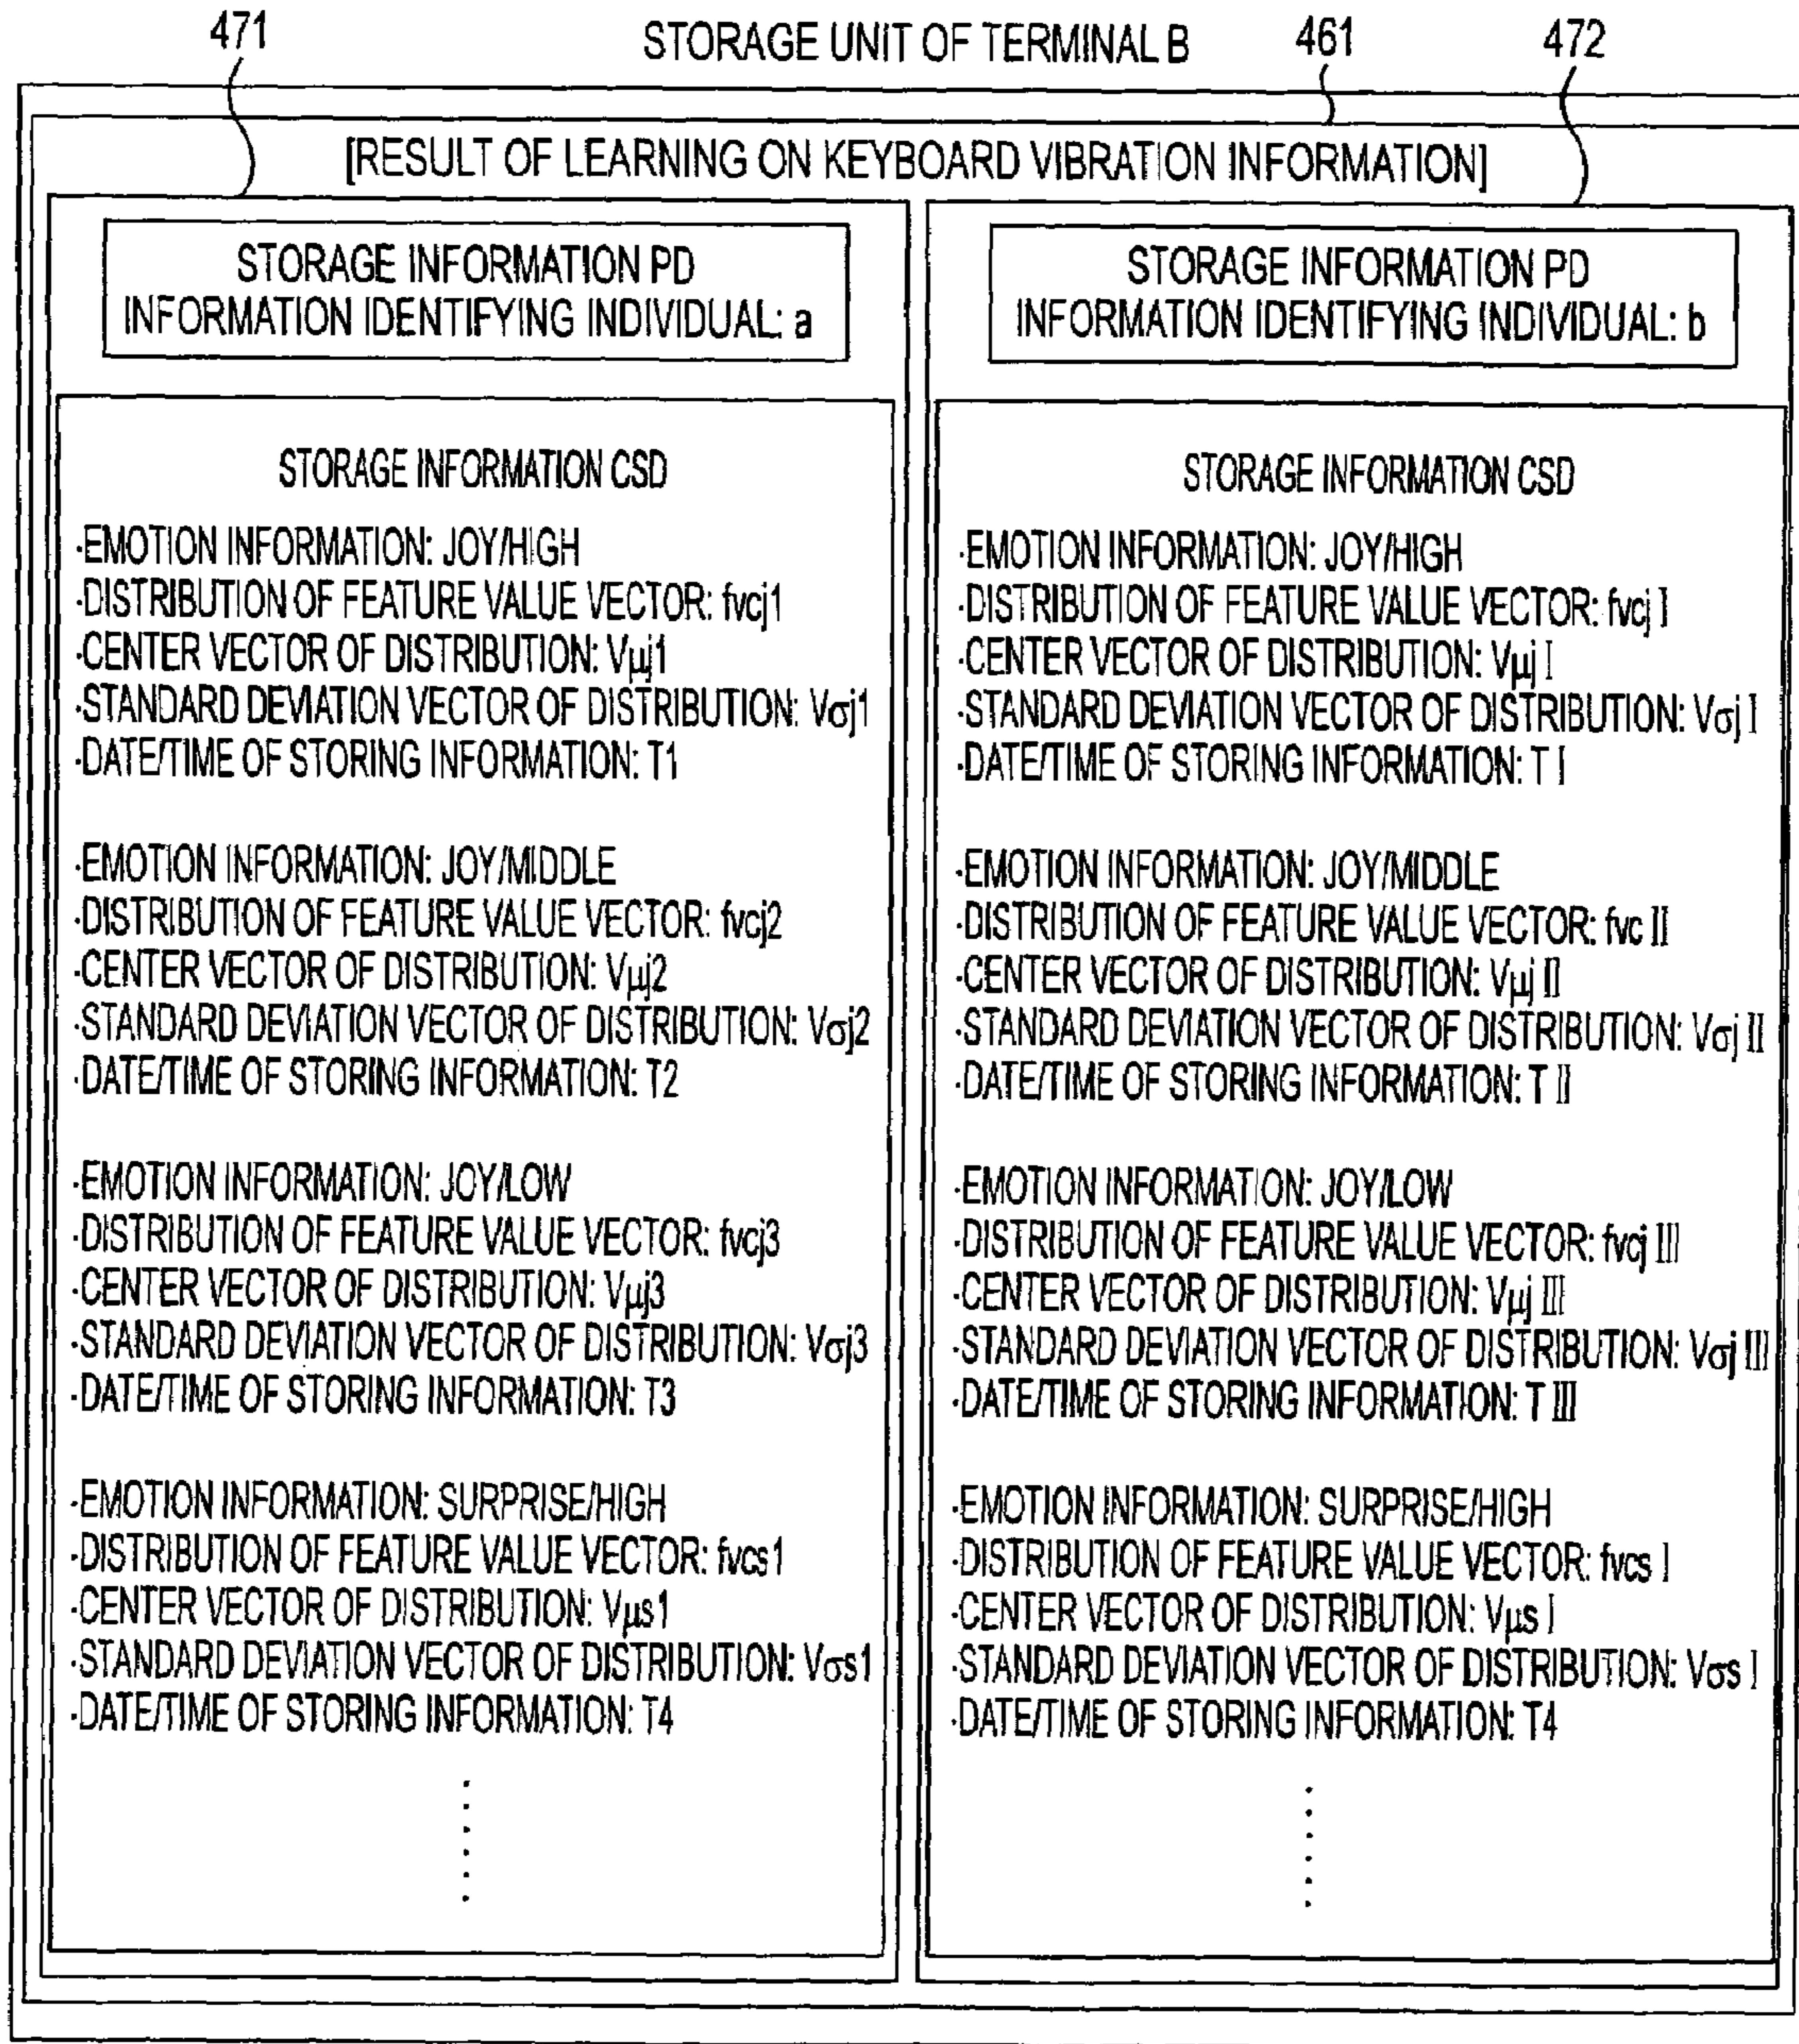 471
STORAGE UNIT OF TERMINAL B
461
472
[RESULT OF LEARNING ON KEYBOARD VIBRATION INFORMATION]
STORAGE INFORMATION PD
INFORMATION IDENTIFYING INDIVIDUAL: a
STORAGE INFORMATION CSD
·EMOTION INFORMATION: JOY/HIGH
·DISTRIBUTION OF FEATURE VALUE VECTOR: fvcj1
·CENTER VECTOR OF DISTRIBUTION: Vμj1
·STANDARD DEVIATION VECTOR OF DISTRIBUTION: Vσj1
·DATE/TIME OF STORING INFORMATION: T1
·EMOTION INFORMATION: JOY/MIDDLE
·DISTRIBUTION OF FEATURE VALUE VECTOR: fvcj2
·CENTER VECTOR OF DISTRIBUTION: Vμj2
·STANDARD DEVIATION VECTOR OF DISTRIBUTION: Vσj2
·DATE/TIME OF STORING INFORMATION: T2
·EMOTION INFORMATION: JOY/LOW
·DISTRIBUTION OF FEATURE VALUE VECTOR: fvcj3
·CENTER VECTOR OF DISTRIBUTION: Vμj3
·STANDARD DEVIATION VECTOR OF DISTRIBUTION: Vσj3
·DATE/TIME OF STORING INFORMATION: T3
·EMOTION INFORMATION: SURPRISE/HIGH
·DISTRIBUTION OF FEATURE VALUE VECTOR: fvcs1
·CENTER VECTOR OF DISTRIBUTION: Vμs1
·STANDARD DEVIATION VECTOR OF DISTRIBUTION: Vσs1
·DATE/TIME OF STORING INFORMATION: T4
STORAGE INFORMATION PD
INFORMATION IDENTIFYING INDIVIDUAL: b
STORAGE INFORMATION CSD
·EMOTION INFORMATION: JOY/HIGH
·DISTRIBUTION OF FEATURE VALUE VECTOR: fvcj I
·CENTER VECTOR OF DISTRIBUTION: Vμj I
·STANDARD DEVIATION VECTOR OF DISTRIBUTION: Vσj I
·DATE/TIME OF STORING INFORMATION: T I
·EMOTION INFORMATION: JOY/MIDDLE
·DISTRIBUTION OF FEATURE VALUE VECTOR: fvc II
·CENTER VECTOR OF DISTRIBUTION: Vμj II
·STANDARD DEVIATION VECTOR OF DISTRIBUTION: Vσj II
·DATE/TIME OF STORING INFORMATION: T II
·EMOTION INFORMATION: JOY/LOW
·DISTRIBUTION OF FEATURE VALUE VECTOR: fvcj III
·CENTER VECTOR OF DISTRIBUTION: Vμj III
·STANDARD DEVIATION VECTOR OF DISTRIBUTION: Vσj III
·DATE/TIME OF STORING INFORMATION: T III
·EMOTION INFORMATION: SURPRISE/HIGH
·DISTRIBUTION OF FEATURE VALUE VECTOR: fvcs I
·CENTER VECTOR OF DISTRIBUTION: Vμs I
·STANDARD DEVIATION VECTOR OF DISTRIBUTION: Vσs I
·DATE/TIME OF STORING INFORMATION: T4